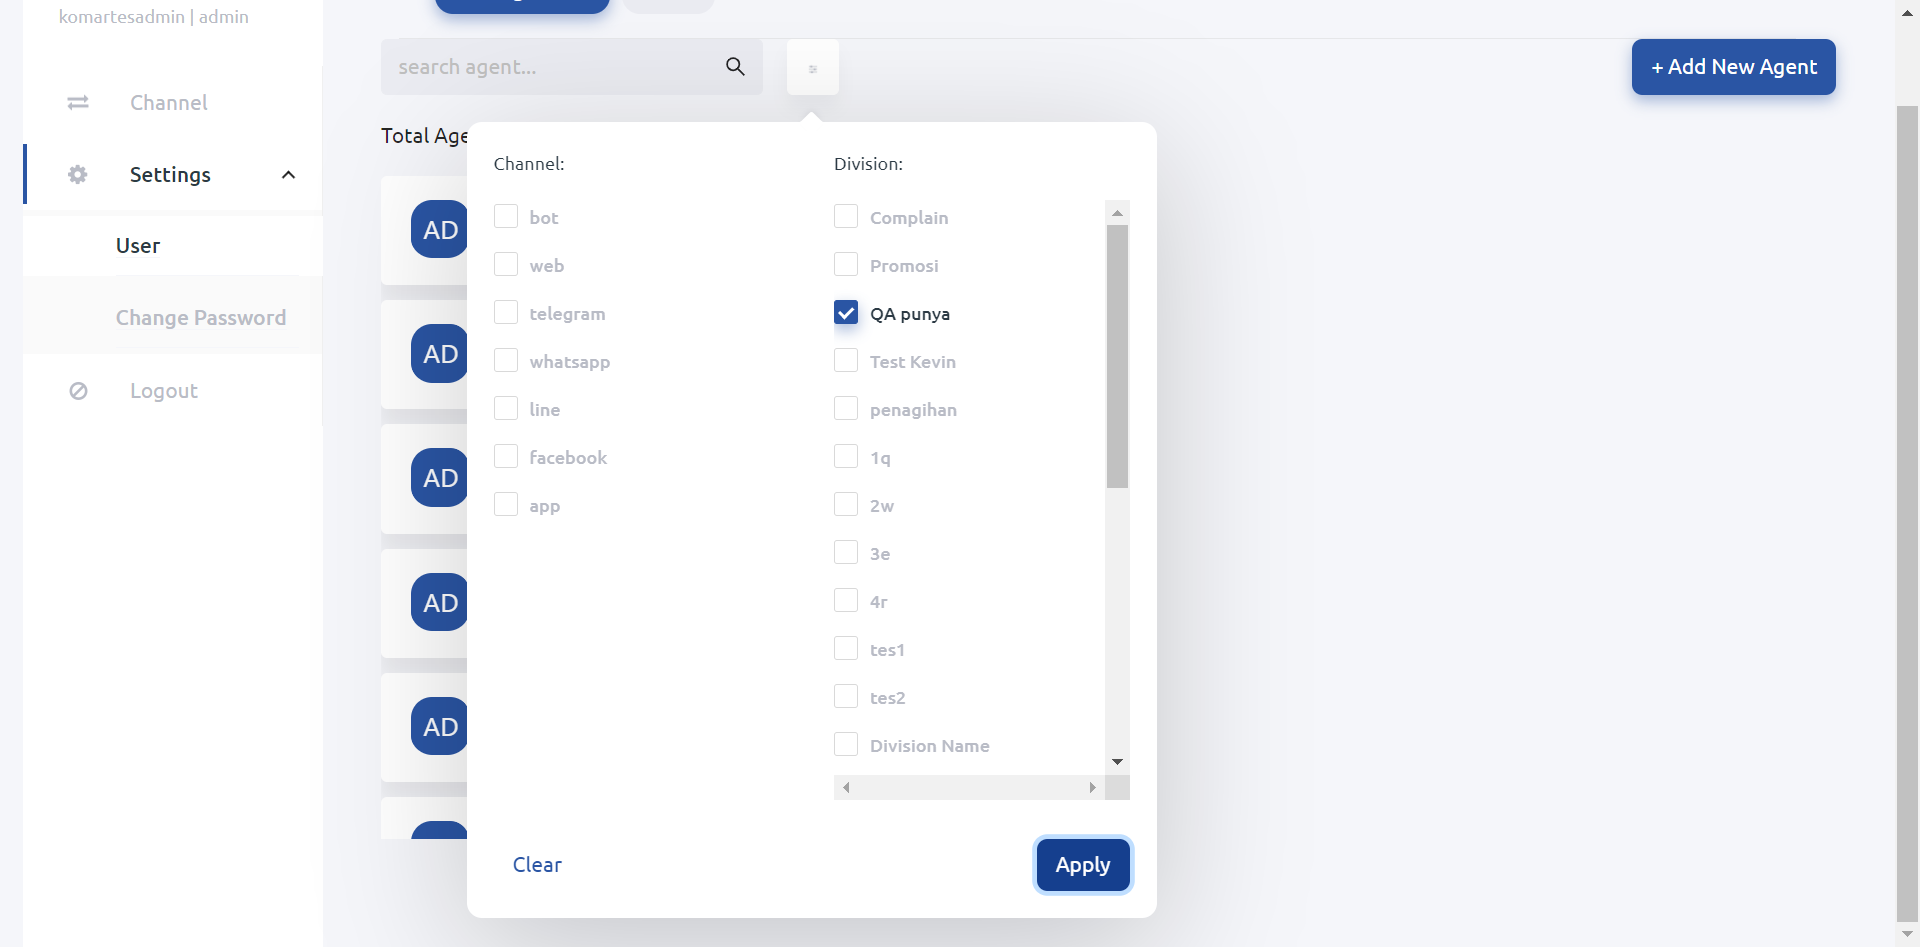 komartesadmin | admin
Channel
Settings
User
Change Password
Logout
search agent...
+ Add New Agent
Total Age
AD
AD
AD
AD
AD
Channel:
bot
web
telegram
whatsapp
line
facebook
app
Division:
Complain
Promosi
QA punya
Test Kevin
penagihan
1q
2w
3e
4r
tes1
tes2
Division Name
Clear
Apply